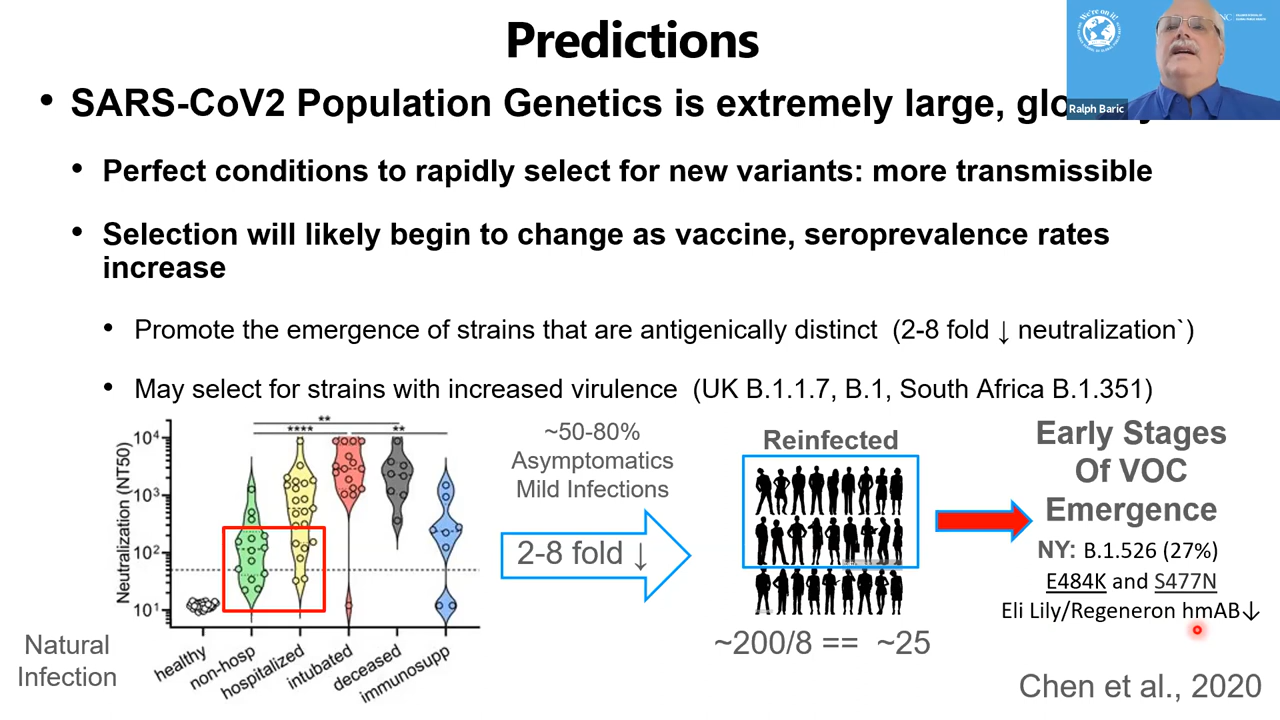 Predictions
We're on it!
NC
Ralph Baric
• SARS-CoV2 Population Genetics is extremely large,
• Perfect conditions to rapidly select for new variants: more transmissible
• Selection will likely begin to change as vaccine, seroprevalence rates
increase
• Promote the emergence of strains that are antigenically distinct (2-8 fold ↓ neutralization`)
• May select for strains with increased virulence (UK B.1.1.7, B.1, South Africa B.1.351)
Neutralization (NT50)
10⁴
10³
10²
10¹
**
**** **
healthy
non-hosp
hospitalized
intubated
deceased
immunosupp
Natural
Infection
~50-80%
Asymptomatics
Mild Infections
2-8 fold ↓
Reinfected
~200/8 == ~25
Early Stages
Of VOC
Emergence
NY: B.1.526 (27%)
E484K and S477N
Eli Lily/Regeneron hmAB↓
Chen et al., 2020